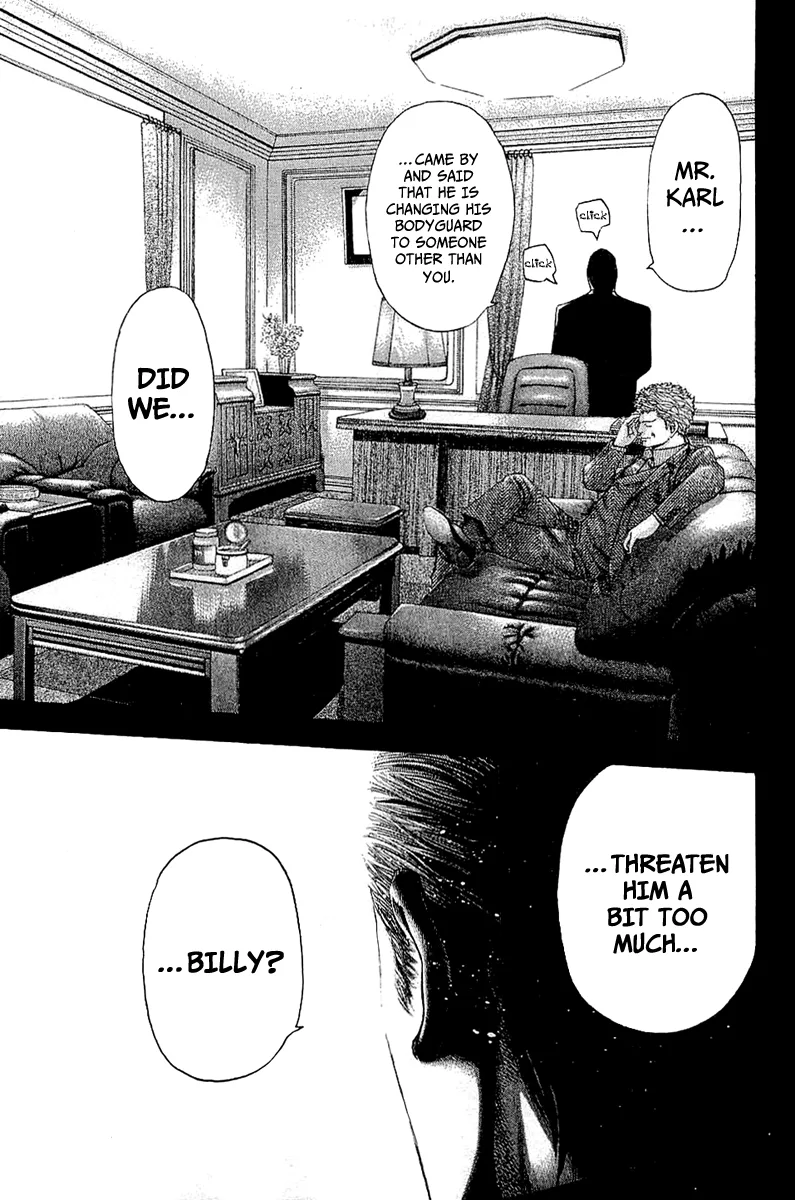 MR.
KARL
...
...CAME BY
AND SAID
THAT HE IS
CHANGING HIS
BODYGUARD
TO SOMEONE
OTHER THAN
YOU.
click
click
DID
WE...
...THREATEN
HIM A
BIT TOO
MUCH...
...BILLY?